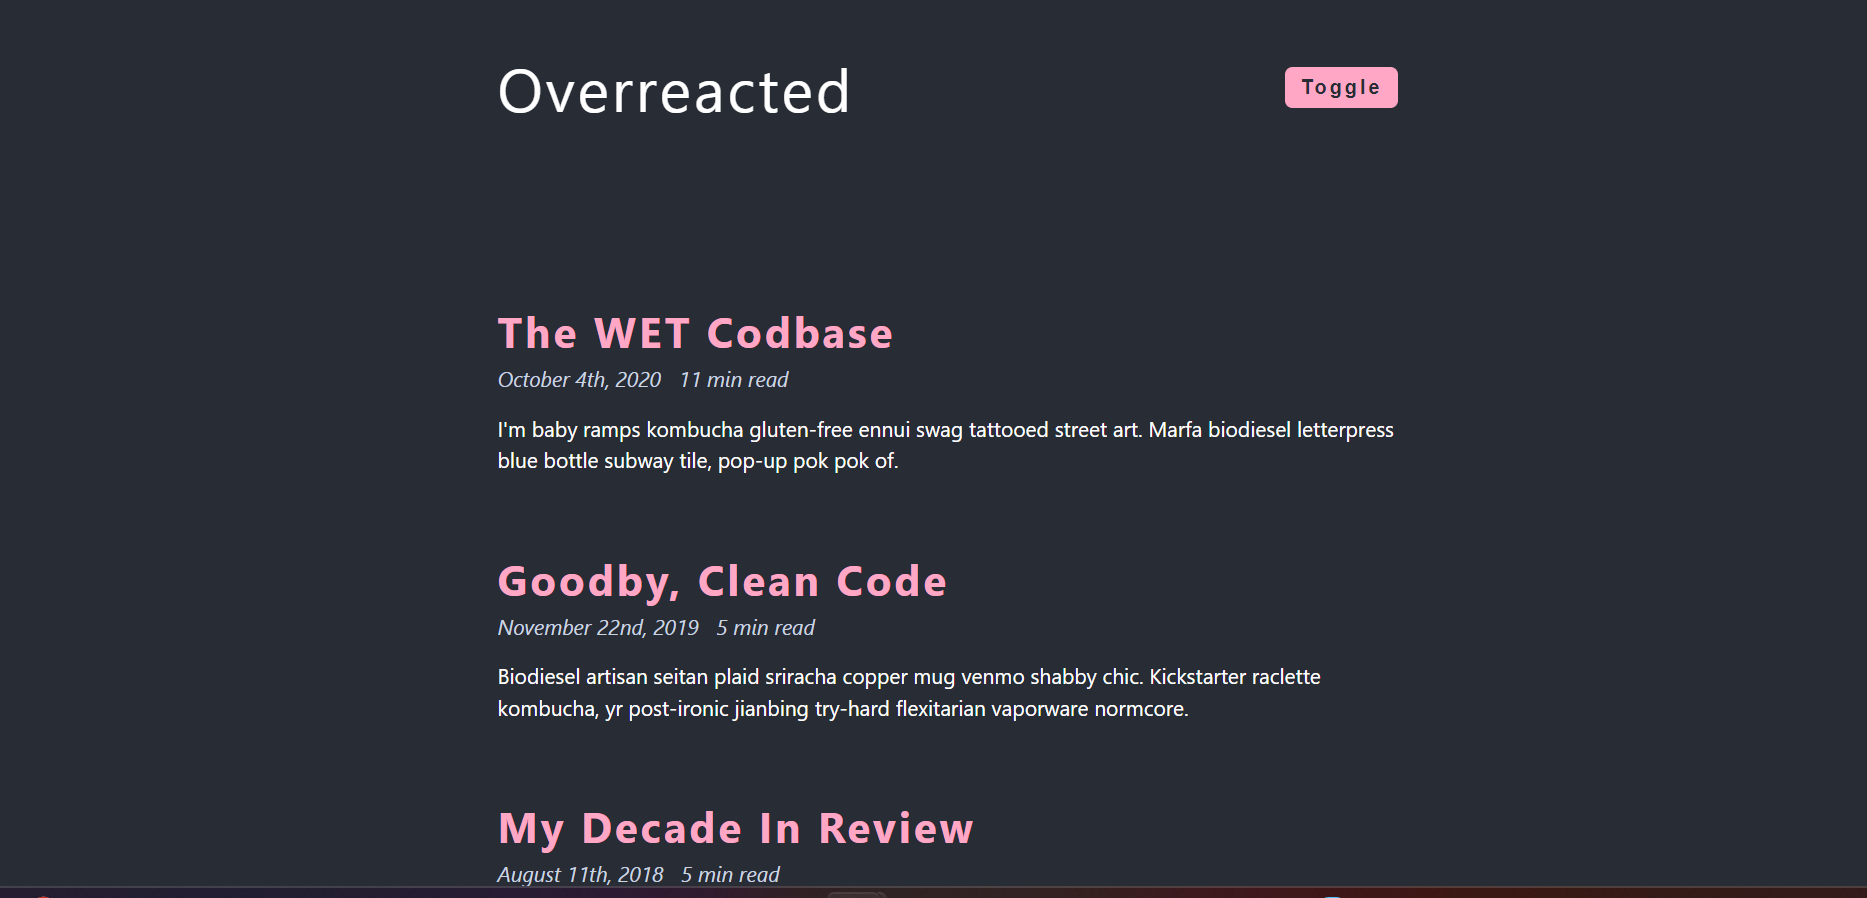 Overreacted
Toggle
The WET Codbase
October 4th, 2020 11 min read
I'm baby ramps kombucha gluten-free ennui swag tattooed street art. Marfa biodiesel letterpress
blue bottle subway tile, pop-up pok pok of.
Goodby, Clean Code
November 22nd, 2019 5 min read
Biodiesel artisan seitan plaid sriracha copper mug venmo shabby chic. Kickstarter raclette
kombucha, yr post-ironic jianbing try-hard flexitarian vaporware normcore.
My Decade In Review
August 11th, 2018 5 min read